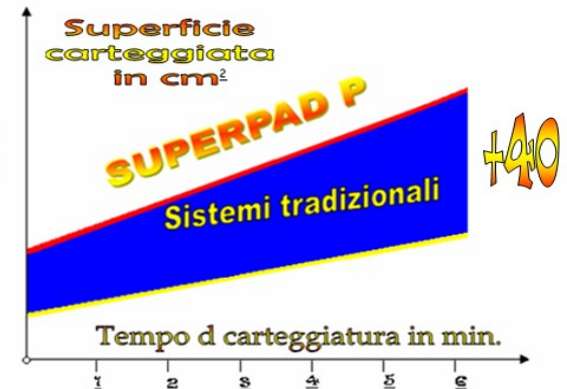 Superficie
carteggiata
in cm²
SUPERPAD P
+40
Sistemi tradizionali
Tempo d carteggiatura in min.
1 2 3 4 5 6